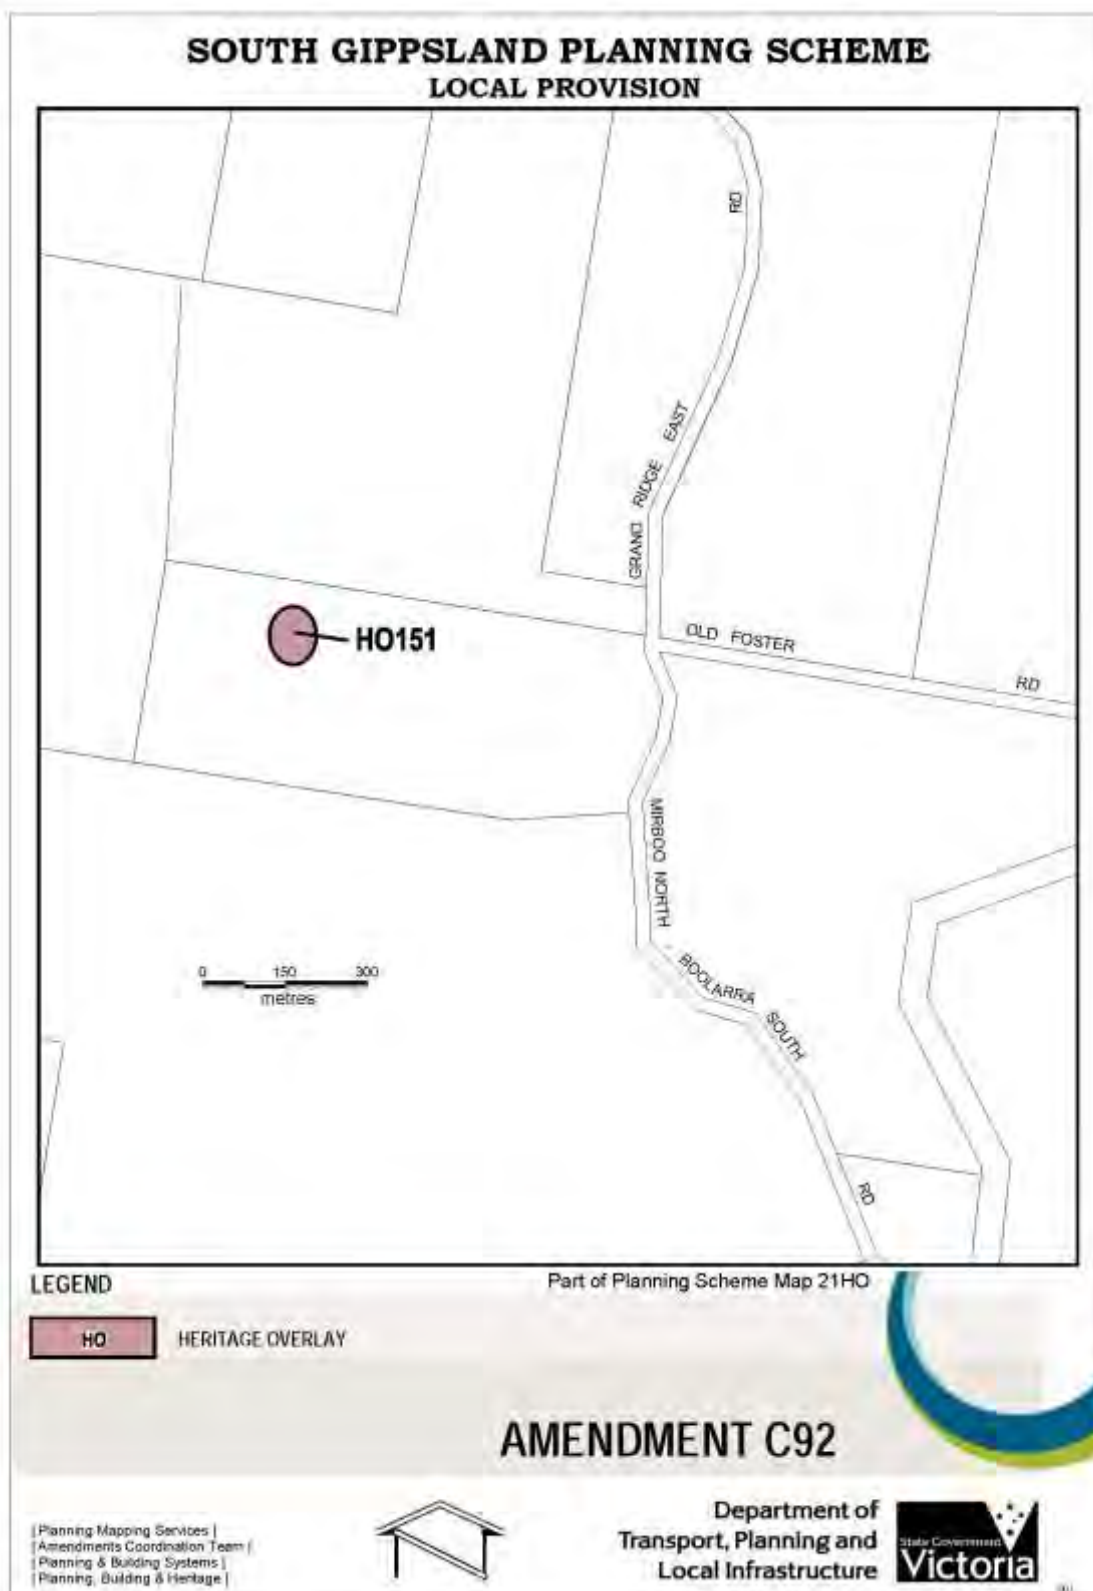 SOUTH GIPPSLAND PLANNING SCHEME
LOCAL PROVISION
RD
GRAND RIDGE EAST
HO151
OLD FOSTER
RD
MIRBOO NORTH
0 150 300
metres
BOOLARRA SOUTH
RD
LEGEND
Part of Planning Scheme Map 21HO
HO HERITAGE OVERLAY
AMENDMENT C92
| Planning Mapping Services |
| Amendments Coordination Team |
| Planning & Building Systems |
| Planning, Building & Heritage |
Department of
Transport, Planning and
Local Infrastructure
State Government
Victoria